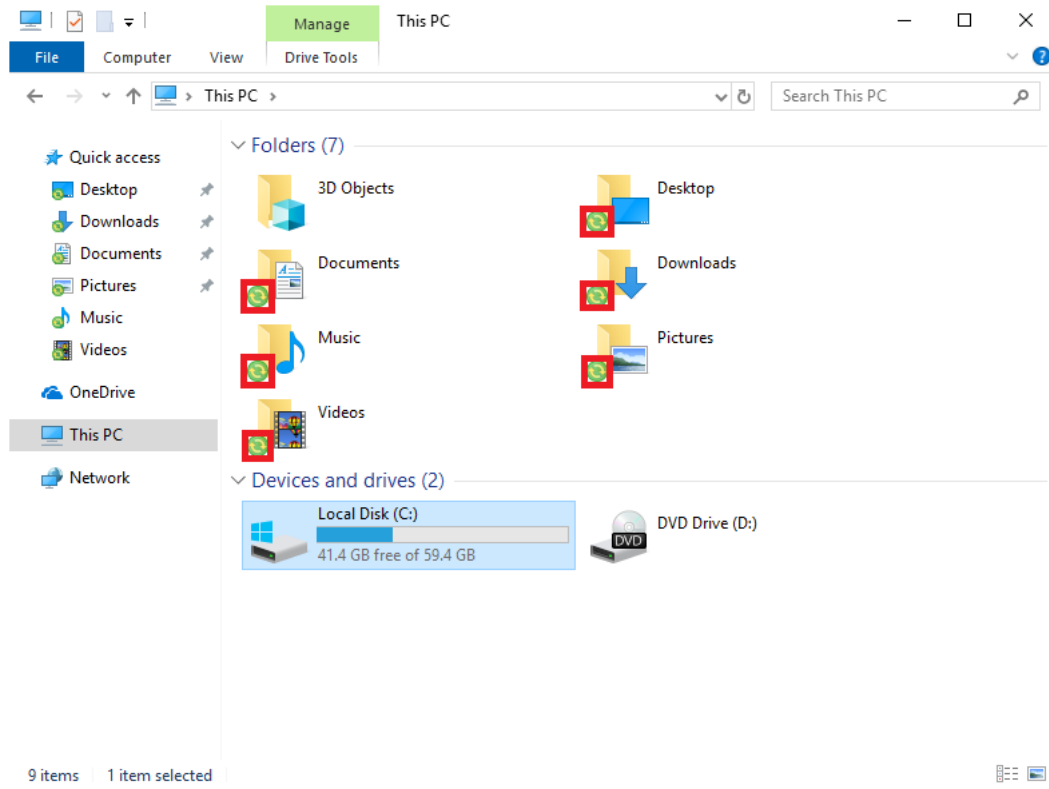 Manage This PC
File Computer View Drive Tools
This PC Search This PC
Quick access
Desktop
Downloads
Documents
Pictures
Music
Videos
OneDrive
This PC
Network
Folders (7)
3D Objects Desktop
Documents Downloads
Music Pictures
Videos
Devices and drives (2)
Local Disk (C:)
41.4 GB free of 59.4 GB
DVD Drive (D:)
DVD
9 items 1 item selected